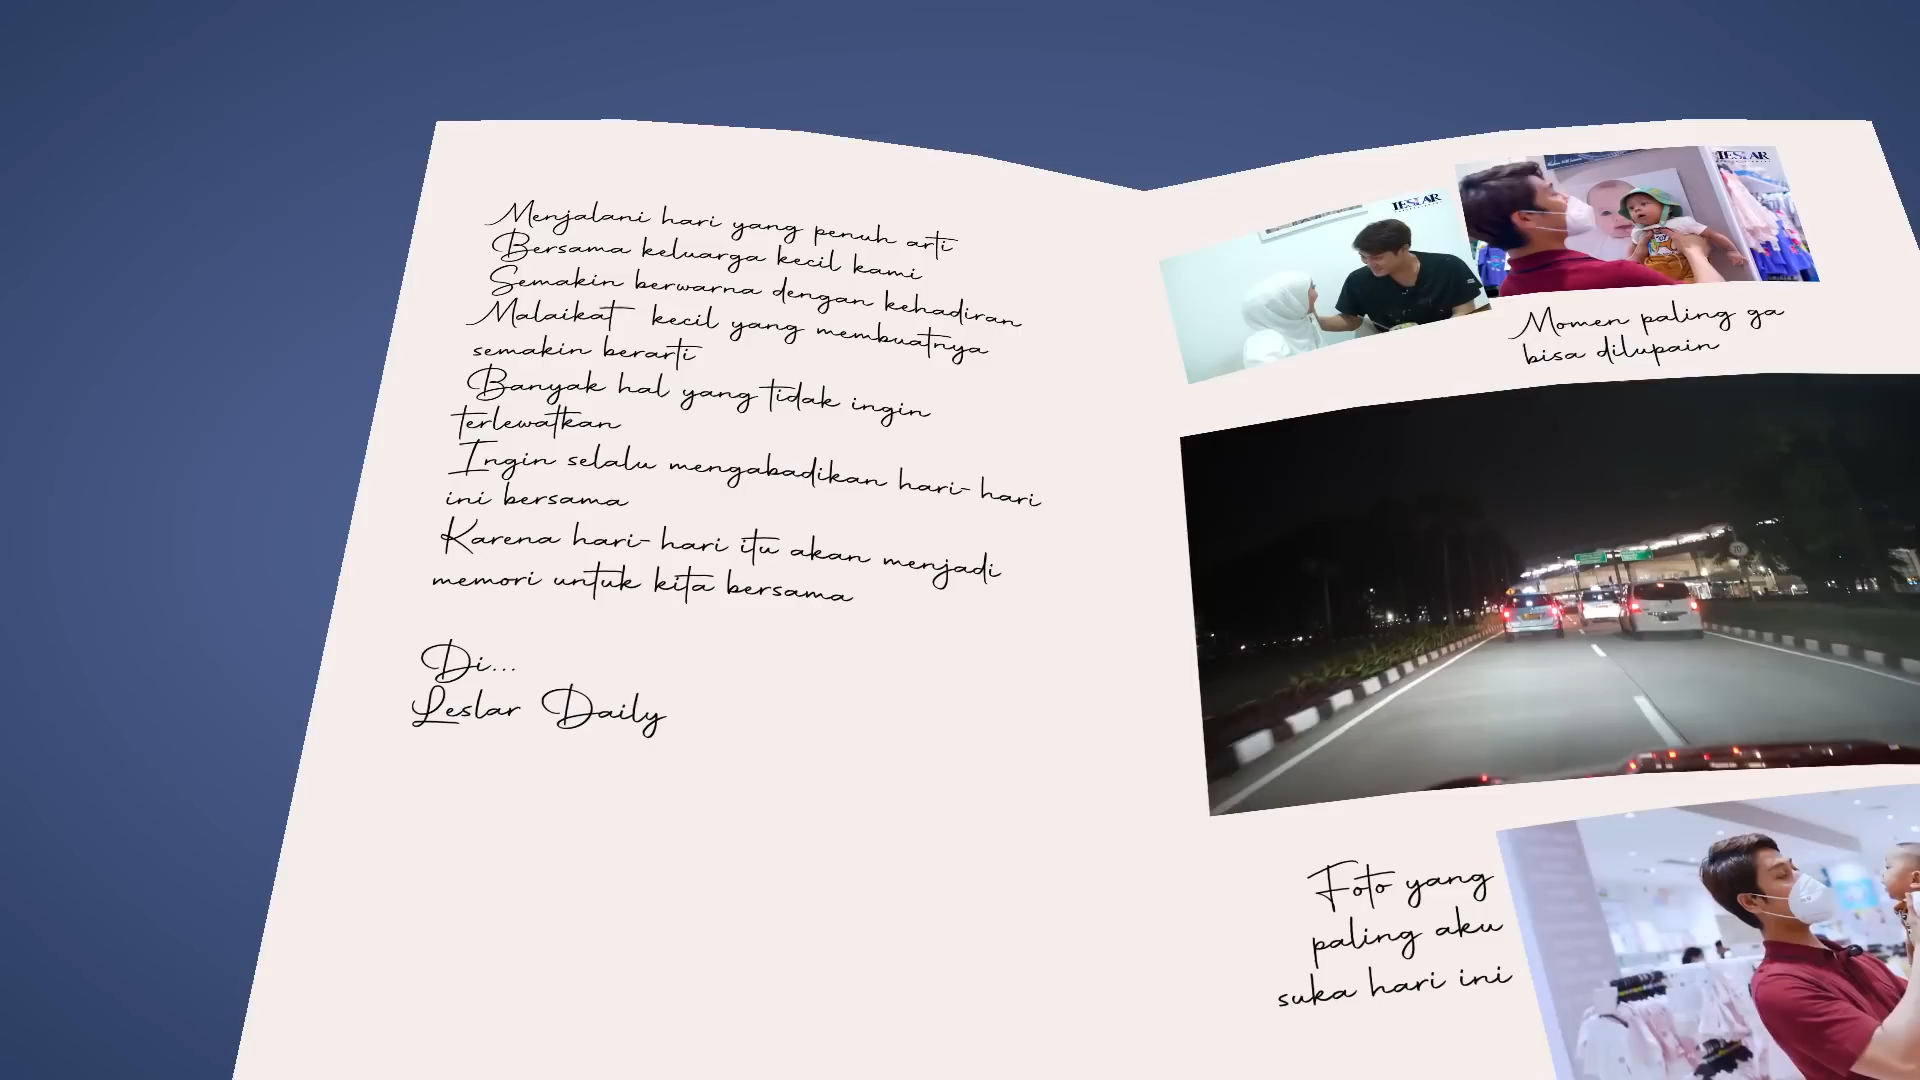 Menjalani hari yang penuh arti
Bersama keluarga kecil kami
Semakin berwarna dengan kehadiran
Malaikat kecil yang membuatnya
semakin berarti
Banyak hal yang tidak ingin
terlewatkan
Ingin selalu mengabadikan hari-hari
ini bersama
Karena hari-hari itu akan menjadi
memori untuk kita bersama
Di...
Leslar Daily
LESLAR
LESLAR
Momen paling ga
bisa dilupain
Foto yang
paling aku
suka hari ini